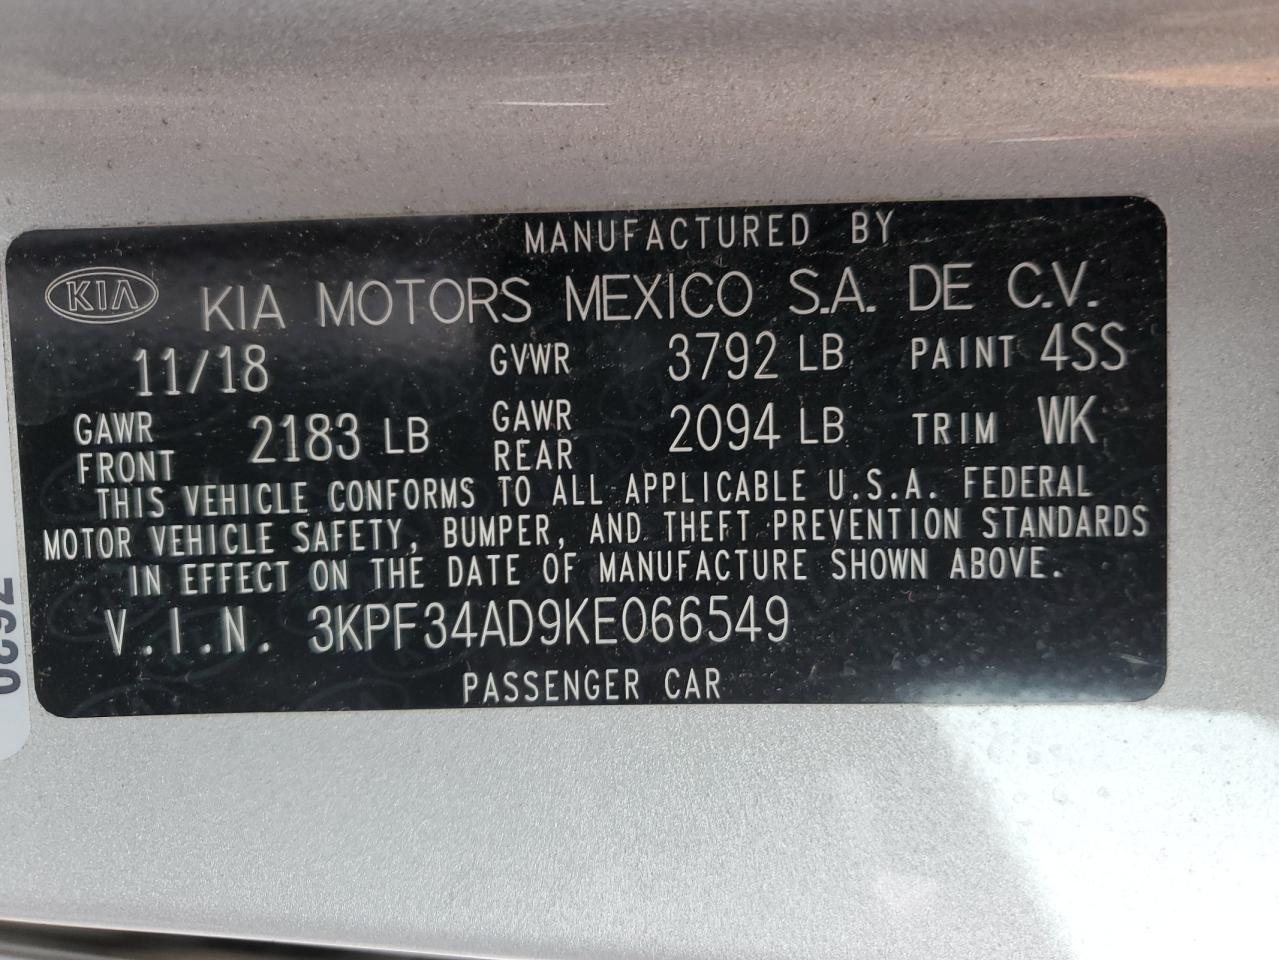 MANUFACTURED BY
KIA KIA MOTORS MEXICO S.A. DE C.V.
11/18 GVWR 3792 LB PAINT 4SS
GAWR FRONT 2183 LB GAWR REAR 2094 LB TRIM WK
THIS VEHICLE CONFORMS TO ALL APPLICABLE U.S.A. FEDERAL
MOTOR VEHICLE SAFETY, BUMPER, AND THEFT PREVENTION STANDARDS
IN EFFECT ON THE DATE OF MANUFACTURE SHOWN ABOVE.
V.I.N. 3KPF34AD9KE066549
PASSENGER CAR